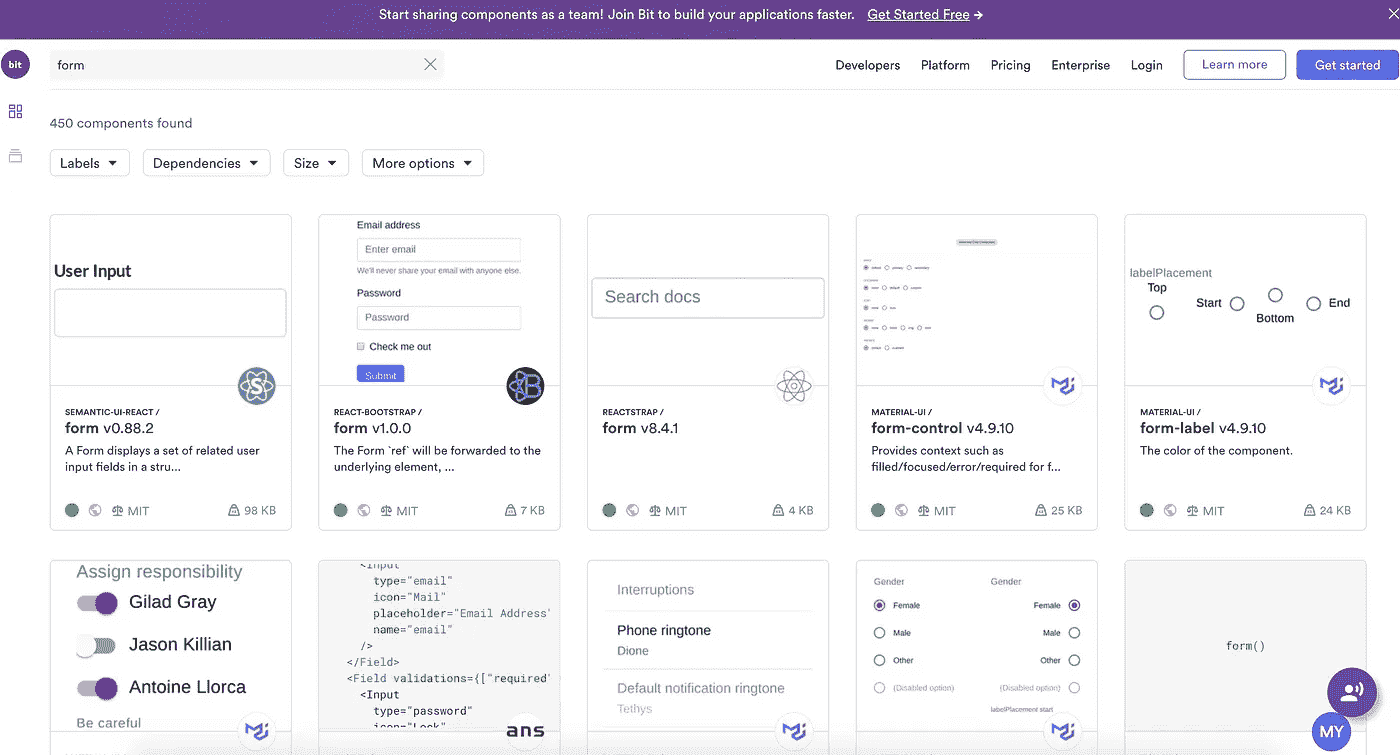 Start sharing components as a team! Join Bit to build your applications faster. Get Started Free →
bit
form
Developers Platform Pricing Enterprise Login Learn more Get started
450 components found
Labels Dependencies Size More options
User Input
SEMANTIC-UI-REACT /
form v0.88.2
A Form displays a set of related user
input fields in a stru...
MIT 98 KB
Email address
Enter email
We'll never share your email with anyone else.
Password
Password
Check me out
Submit
REACT-BOOTSTRAP /
form v1.0.0
The Form `ref` will be forwarded to the
underlying element, ...
MIT 7 KB
Search docs
REACTSTRAP /
form v8.4.1
MIT 4 KB
MATERIAL-UI /
form-control v4.9.10
Provides context such as
filled/focused/error/required for f...
MIT 25 KB
labelPlacement
Top
Start
Bottom
End
MATERIAL-UI /
form-label v4.9.10
The color of the component.
MIT 24 KB
Assign responsibility
Gilad Gray
Jason Killian
Antoine Llorca
Be careful
<Input
type="email"
icon="Mail"
placeholder="Email Address"
name="email"
/>
</Field>
<Field validations={["required"
<Input
type="password"
icon="Lock"
ans
Interruptions
Phone ringtone
Dione
Default notification ringtone
Tethys
Gender
Female
Male
Other
(Disabled option)
Gender
Female
Male
Other
(Disabled option)
labelPlacement start
form()
MY